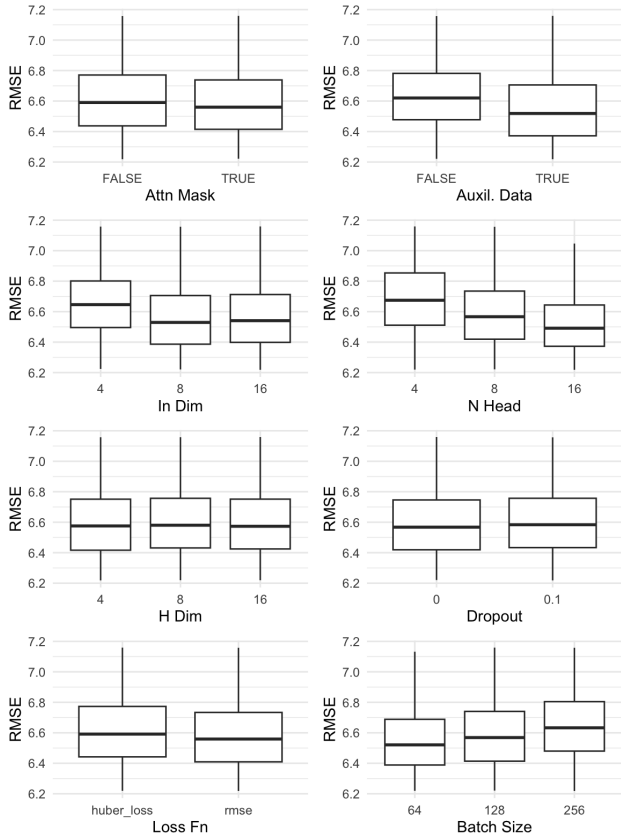 RMSE
7.2
7.0
6.8
6.6
6.4
6.2
FALSE TRUE
Attn Mask
RMSE
7.2
7.0
6.8
6.6
6.4
6.2
FALSE TRUE
Auxil. Data
RMSE
7.2
7.0
6.8
6.6
6.4
6.2
4 8 16
In Dim
RMSE
7.2
7.0
6.8
6.6
6.4
6.2
4 8 16
N Head
RMSE
7.2
7.0
6.8
6.6
6.4
6.2
4 8 16
H Dim
RMSE
7.2
7.0
6.8
6.6
6.4
6.2
0 0.1
Dropout
RMSE
7.2
7.0
6.8
6.6
6.4
6.2
huber_loss rmse
Loss Fn
RMSE
7.2
7.0
6.8
6.6
6.4
6.2
64 128 256
Batch Size